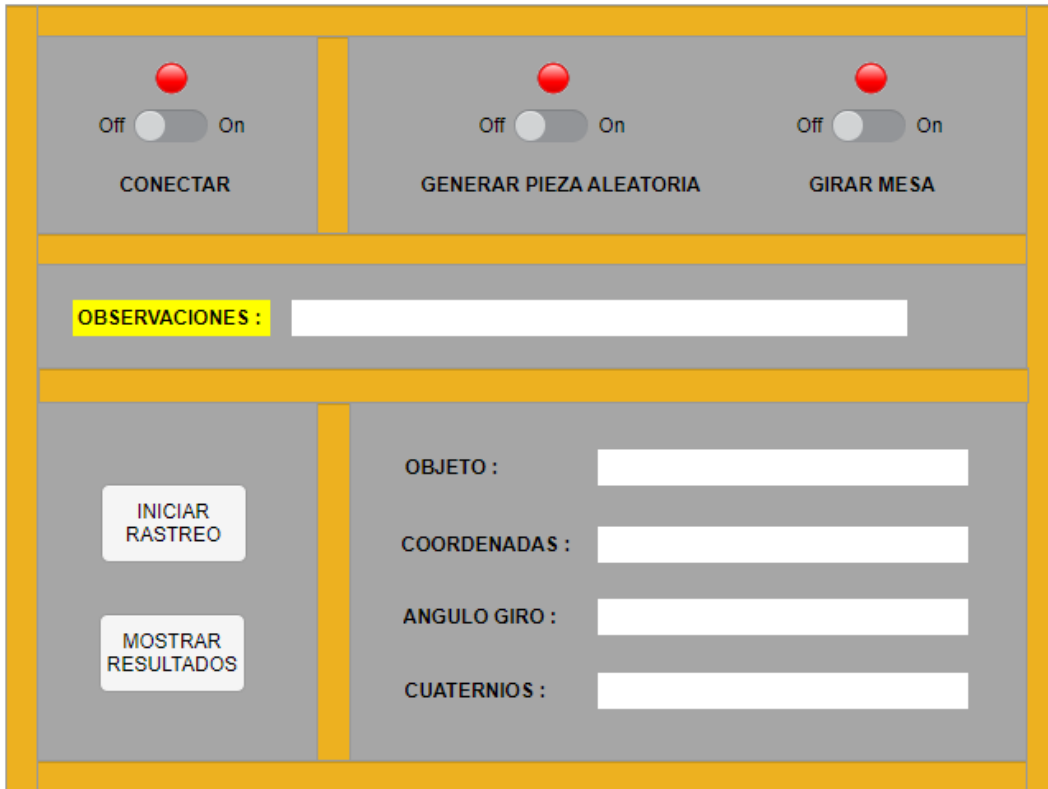 Off On
Off On
Off On
CONECTAR
GENERAR PIEZA ALEATORIA
GIRAR MESA
OBSERVACIONES :
OBJETO :
INICIAR
RASTREO
COORDENADAS :
ANGULO GIRO :
MOSTRAR
RESULTADOS
CUATERNIOS :